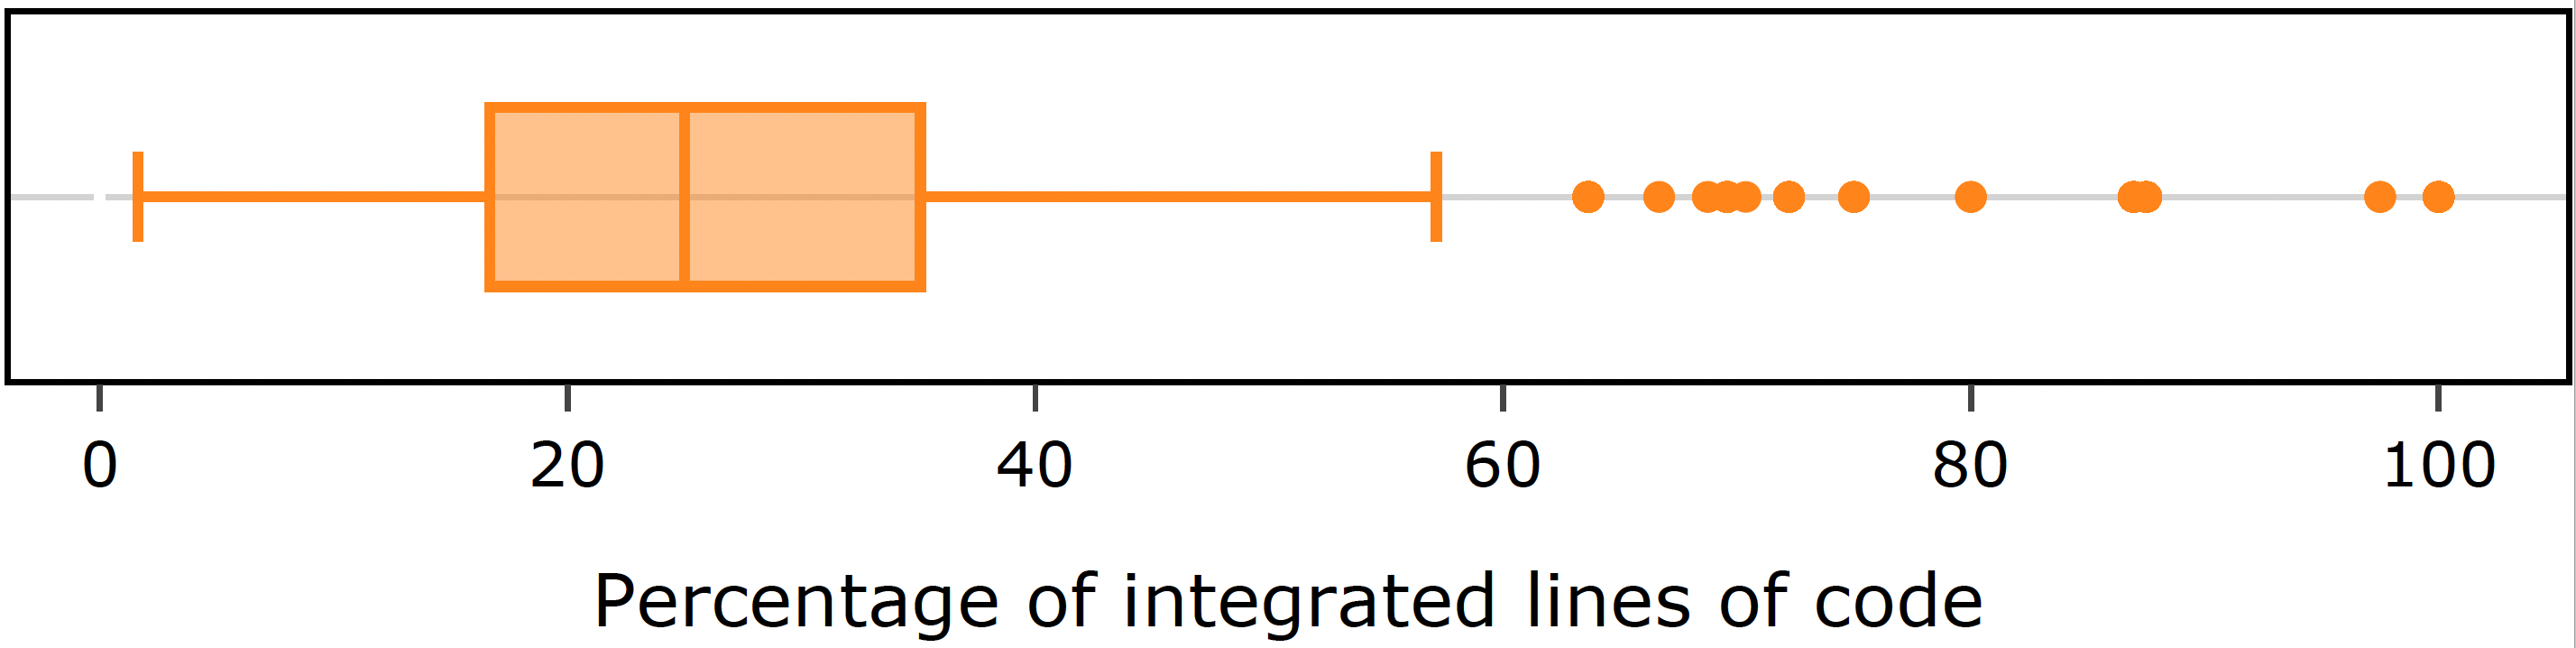 0 20 40 60 80 100
Percentage of integrated lines of code